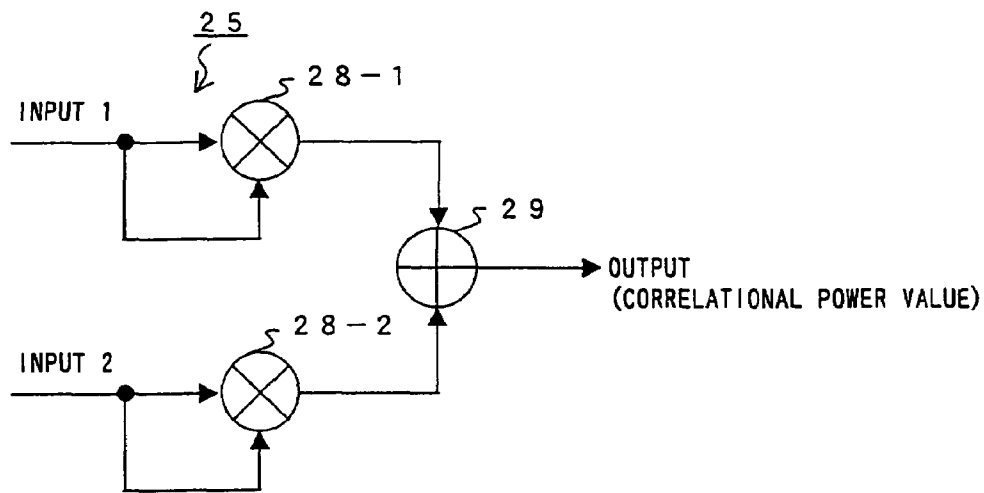 25
28-1
INPUT 1
29
OUTPUT
(CORRELATIONAL POWER VALUE)
28-2
INPUT 2